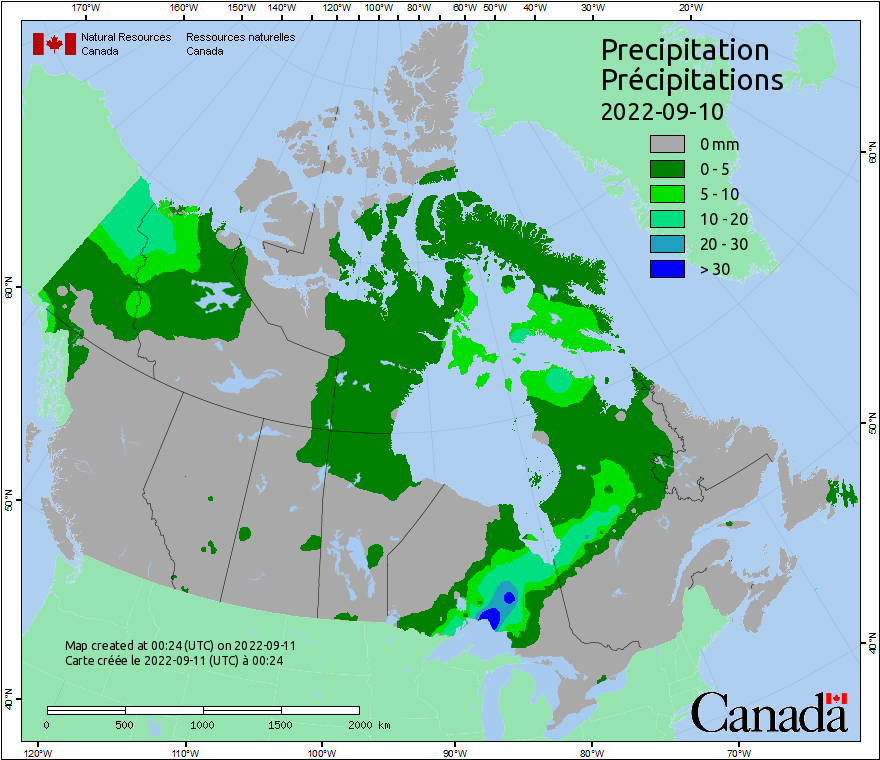 170°W 160°W 150°W 140°W 120°W 100°W 80°W 60°W 50°W 40°W 30°W 20°W
Natural Resources Ressources naturelles
Canada Canada
Precipitation
Précipitations
2022-09-10
0 mm
0 - 5
5 - 10
10 - 20
20 - 30
> 30
60°N 60°N
50°N 50°N
40°N 40°N
Map created at 00:24 (UTC) on 2022-09-11
Carte créée le 2022-09-11 (UTC) à 00:24
0 500 1000 1500 2000 km
Canada
120°W 110°W 100°W 90°W 80°W 70°W